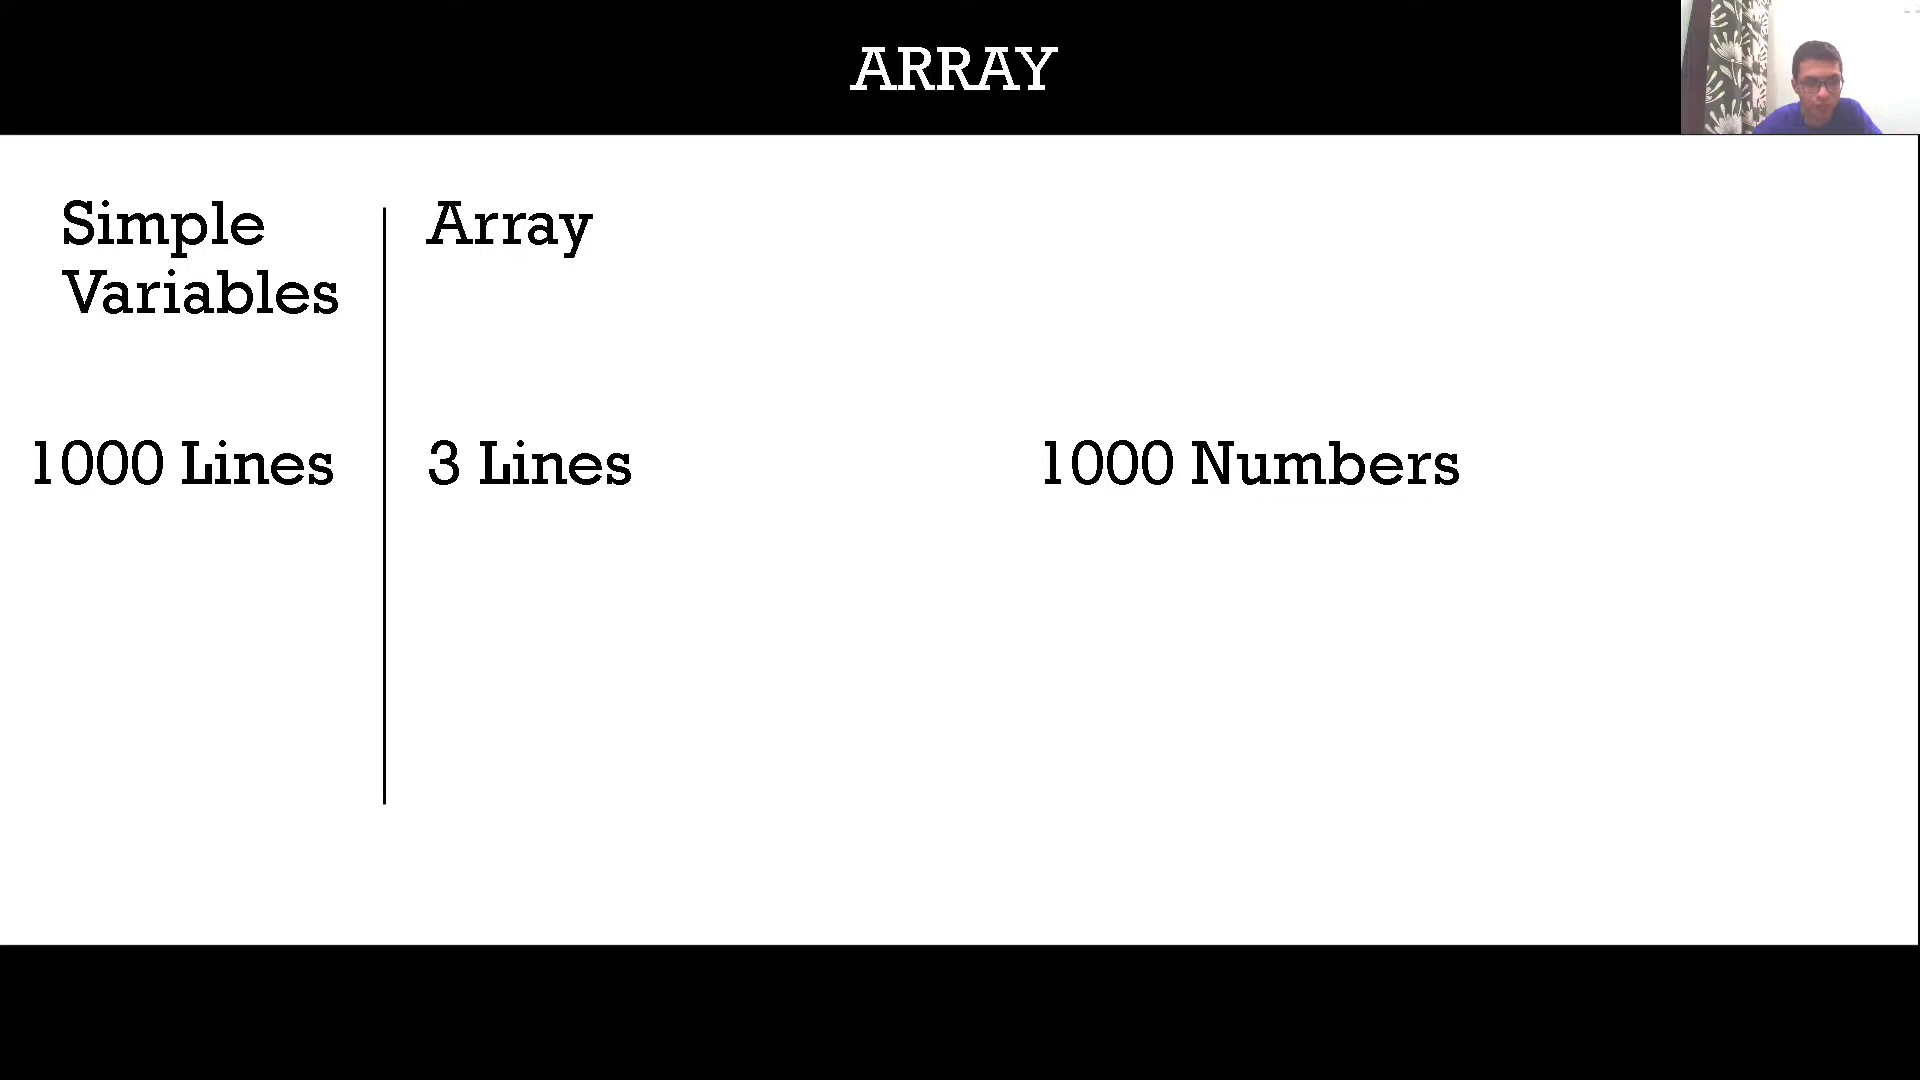 ARRAY
Simple
Variables
Array
1000 Lines
3 Lines
1000 Numbers